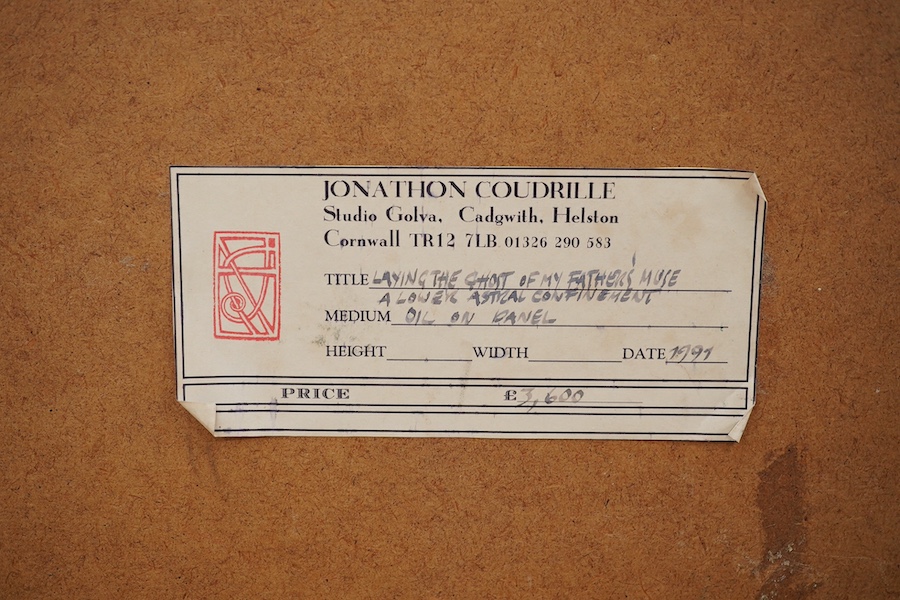 JONATHON COUDRILLE
Studio Golva, Cadgwith, Helston
Cornwall TR12 7LB 01326 290 583
TITLE LAYING THE GHOST OF MY FATHER'S MUSE
A LOWER ASTRAL CONFINEMENT
MEDIUM OIL ON PANEL
HEIGHT WIDTH DATE 1991
PRICE £3,600